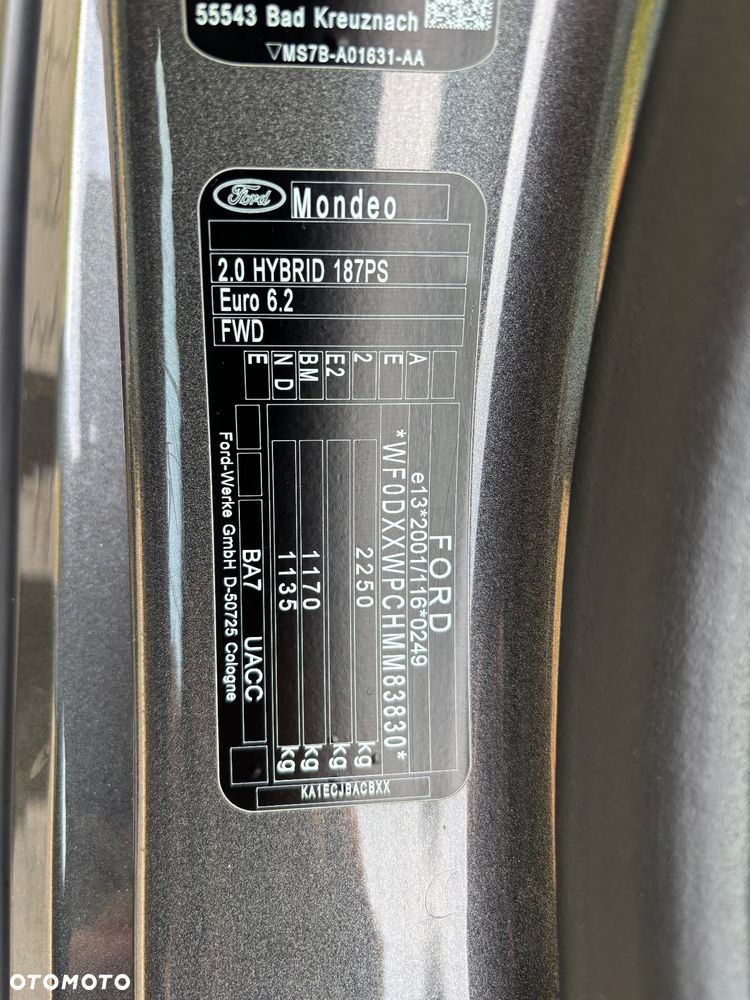 55543 Bad Kreuznach
▽MS7B-A01631-AA
Ford
Mondeo
2.0 HYBRID 187PS
Euro 6.2
FWD
FORD
e13*2001/116*0249
*WF0DXXWPCHMM83830*
2250 kg
kg
1170 kg
1135 kg
A
E
2
E2
BM
N D
E
BA7 UACC
Ford-Werke GmbH D-50725 Cologne
KA1ECJBACBXX
OTOMOTO